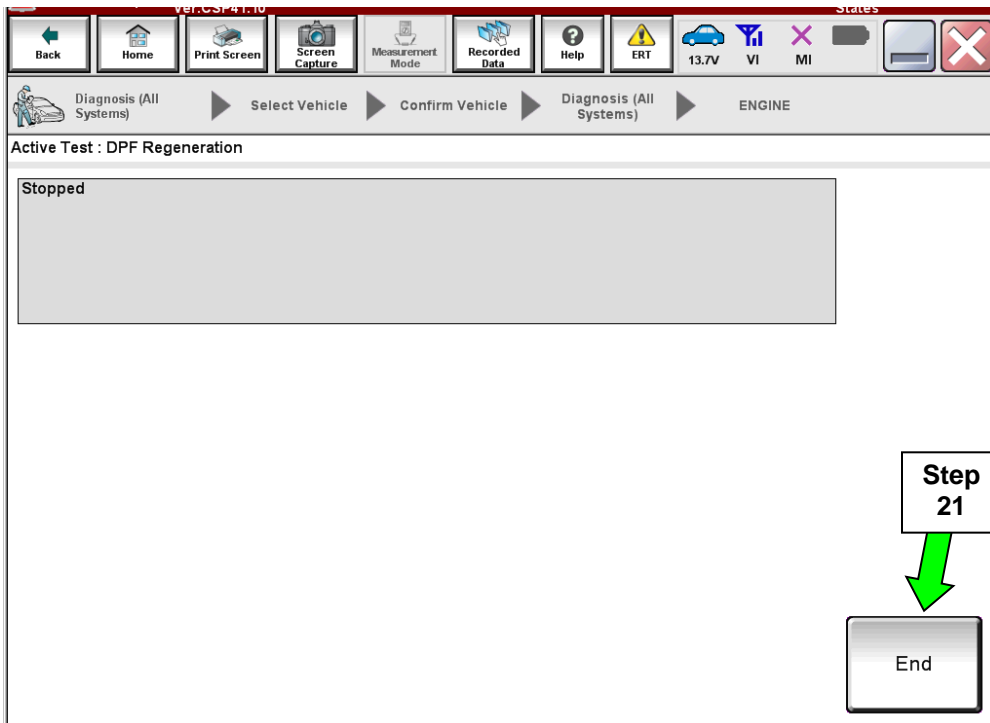 Ver.CSP41.10 States
Back
Home
Print Screen
Screen
Capture
Measurement
Mode
Recorded
Data
Help
ERT
13.7V
VI
MI
Diagnosis (All
Systems)
Select Vehicle
Confirm Vehicle
Diagnosis (All
Systems)
ENGINE
Active Test : DPF Regeneration
Stopped
Step
21
End